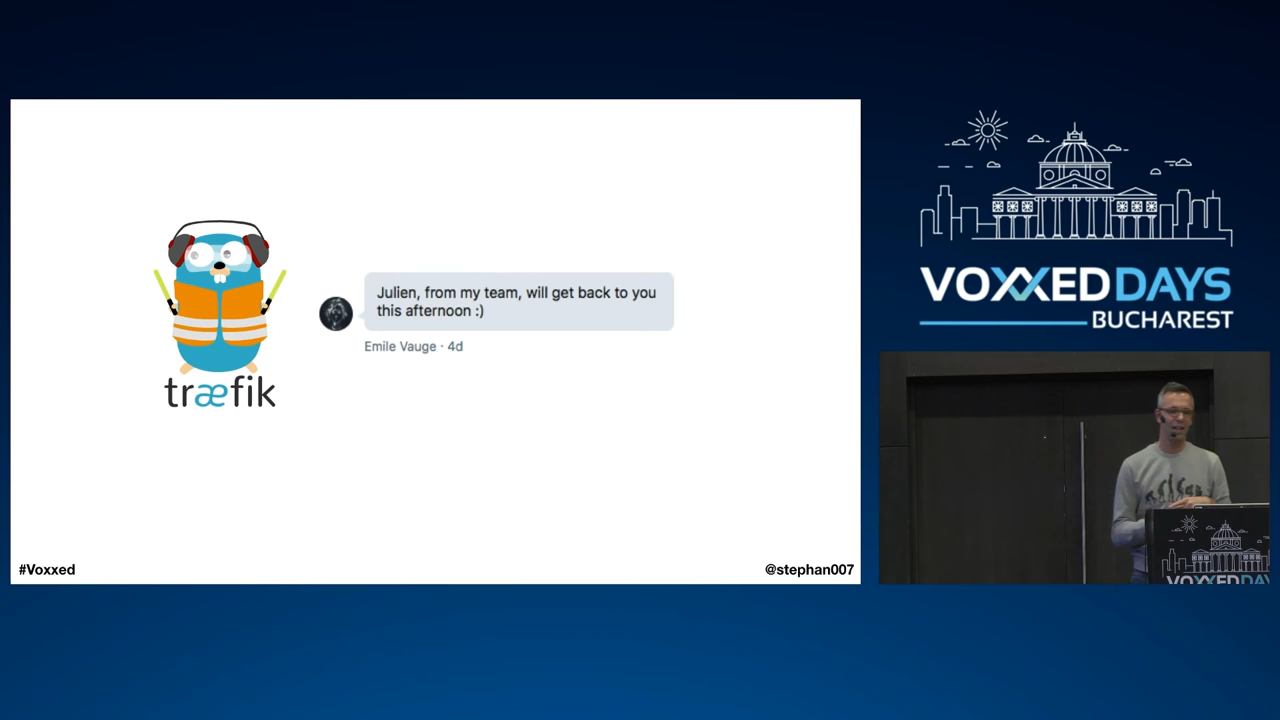 Julien, from my team, will get back to you
this afternoon :)
Emile Vauge · 4d
træfik
#Voxxed
@stephan007
VOXXEDDAYS
BUCHAREST
VOXXEDDAY